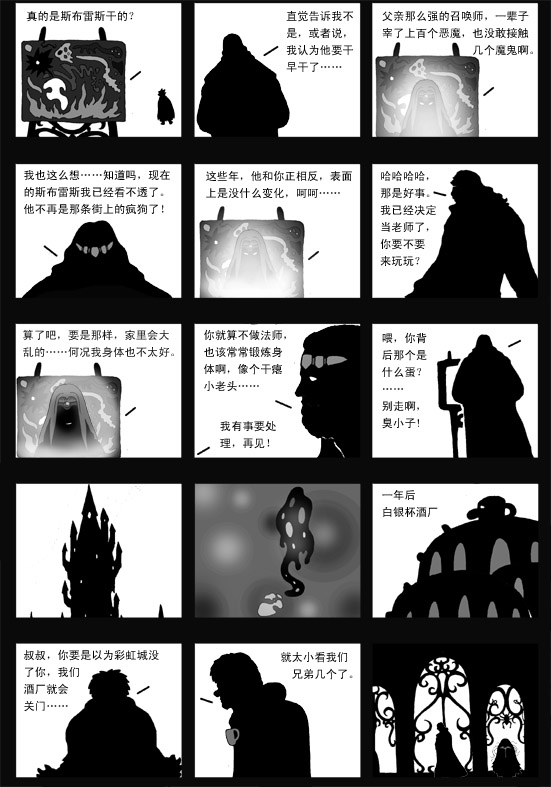 真的是斯布雷斯干的？
直觉告诉我不
是，或者说，
我认为他要干
早干了……
父亲那么强的召唤师，一辈子
宰了上百个恶魔，也没敢接触
几个魔鬼啊。
我也这么想……知道吗，现在
的斯布雷斯我已经看不透了。
他不再是那条街上的疯狗了！
这些年，他和你正相反，表面
上是没什么变化，呵呵……
哈哈哈哈，
那是好事。
我已经决定
当老师了，
你要不要
来玩玩？
算了吧，要是那样，家里会大
乱的……何况我身体也不太好。
你就算不做法师，
也该常常锻炼身
体啊，像个干瘪
小老头……
我有事要处
理，再见！
喂，你背
后那个是
什么蛋？
……
别走啊，
臭小子！
一年后
白银杯酒厂
叔叔，你要是以为彩虹城没
了你，我们
酒厂就会
关门……
就太小看我们
兄弟几个了。